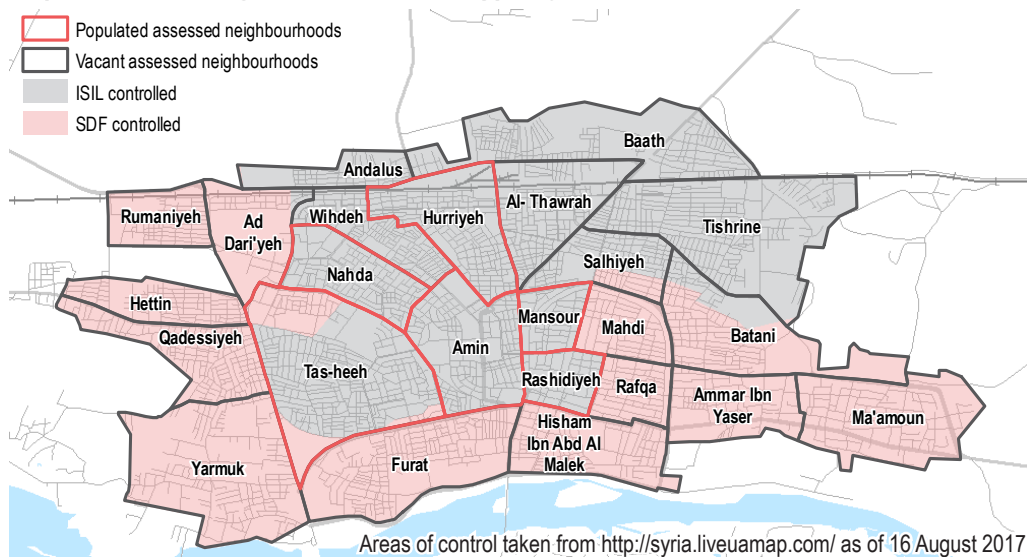 Populated assessed neighbourhoods
Vacant assessed neighbourhoods
ISIL controlled
SDF controlled
Baath
Andalus
Rumaniyeh
Ad
Dari'yeh
Wihdeh
Hurriyeh
Al- Thawrah
Tishrine
Salhiyeh
Nahda
Hettin
Qadessiyeh
Mansour
Mahdi
Batani
Amin
Tas-heeh
Rashidiyeh
Rafqa
Ammar Ibn
Yaser
Ma'amoun
Hisham
Ibn Abd Al
Malek
Yarmuk
Furat
Areas of control taken from http://syria.liveuamap.com/ as of 16 August 2017